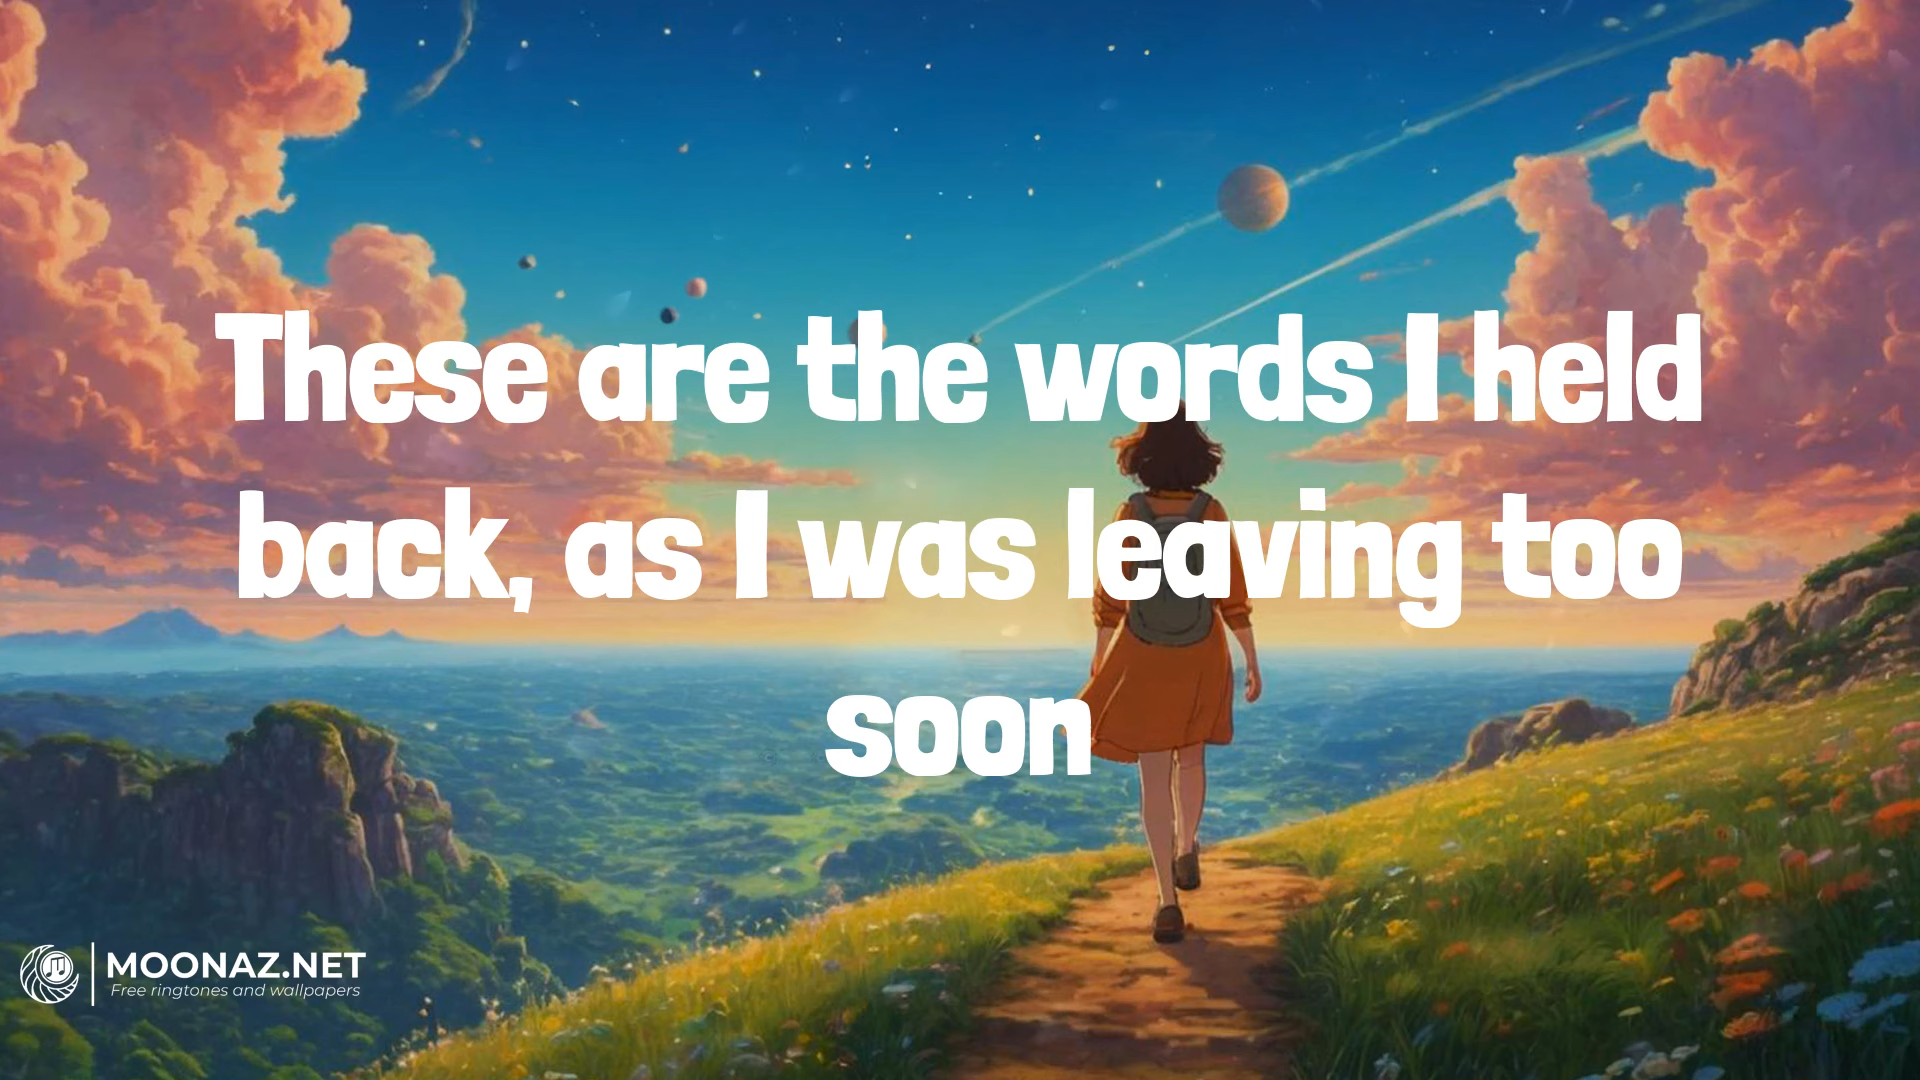 These are the words I held
back, as I was leaving too
soon
MOONAZ.NET
Free ringtones and wallpapers